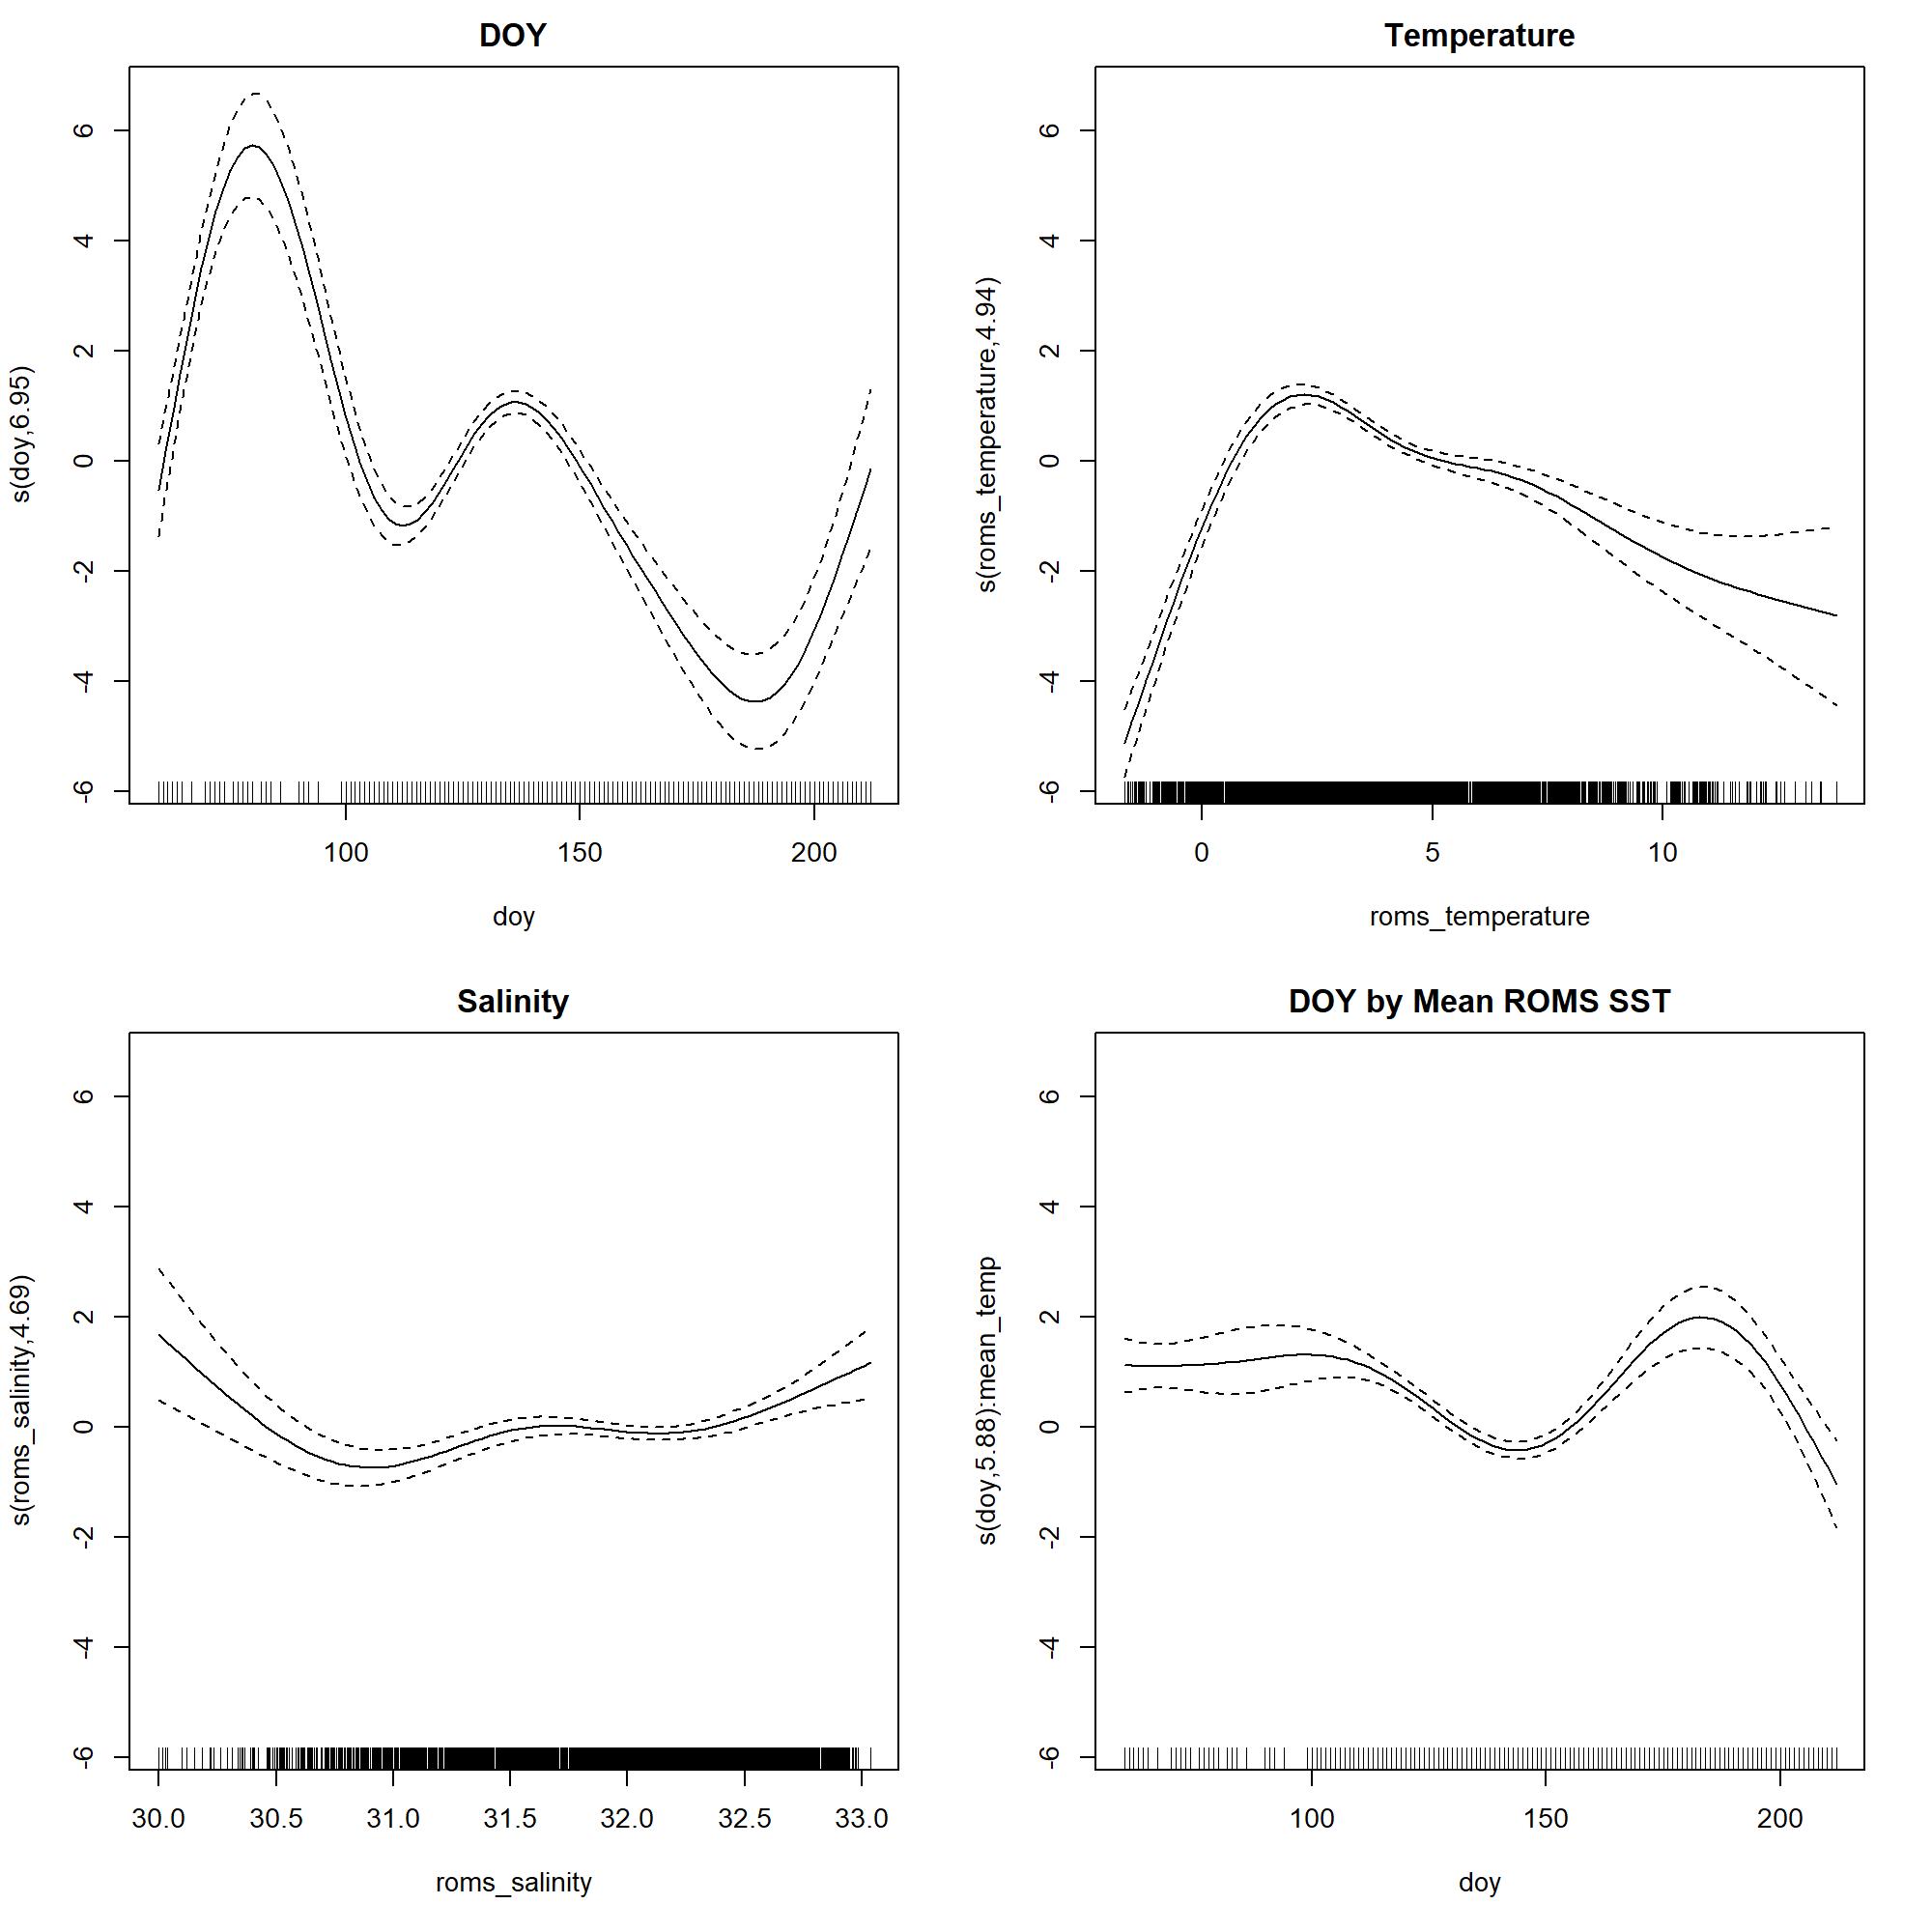 DOY
s(doy,6.95)
6
4
2
0
-2
-4
-6
100 150 200
doy
Temperature
s(roms_temperature,4.94)
6
4
2
0
-2
-4
-6
0 5 10
roms_temperature
Salinity
s(roms_salinity,4.69)
6
4
2
0
-2
-4
-6
30.0 30.5 31.0 31.5 32.0 32.5 33.0
roms_salinity
DOY by Mean ROMS SST
s(doy,5.88):mean_temp
6
4
2
0
-2
-4
-6
100 150 200
doy